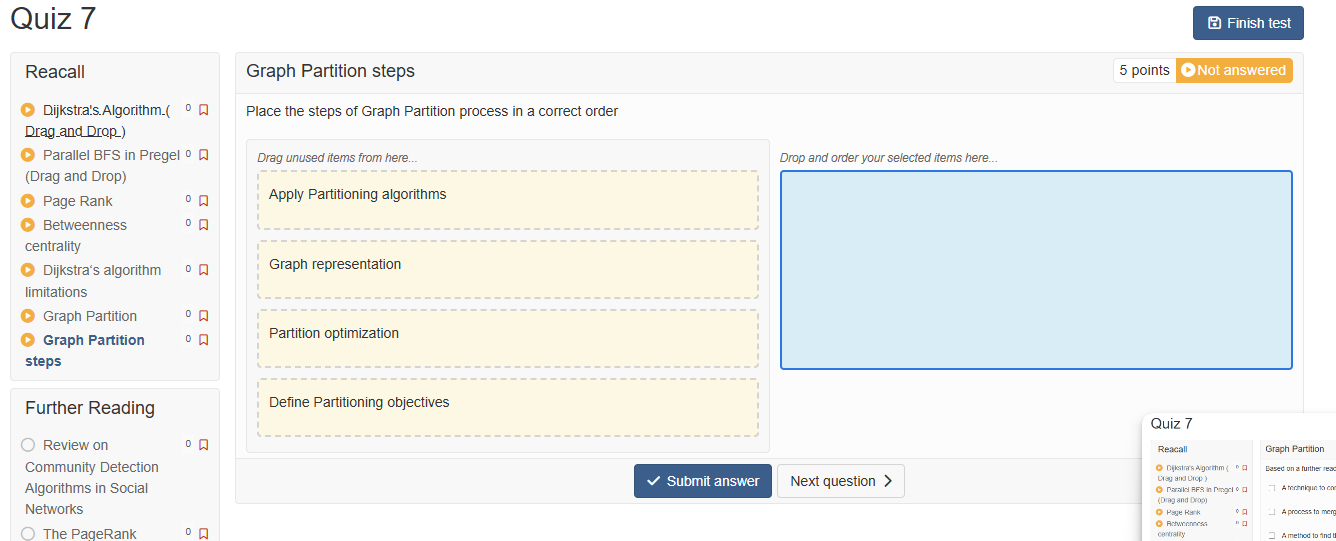 Quiz 7
Finish test
Reacall
Dijkstra's Algorithm (
Drag and Drop )
0
Parallel BFS in Pregel
(Drag and Drop)
0
Page Rank
0
Betweenness
centrality
0
Dijkstra's algorithm
limitations
0
Graph Partition
0
Graph Partition
steps
0
Further Reading
Review on
Community Detection
Algorithms in Social
Networks
0
The PageRank
0
Graph Partition steps
5 points
Not answered
Place the steps of Graph Partition process in a correct order
Drag unused items from here...
Apply Partitioning algorithms
Graph representation
Partition optimization
Define Partitioning objectives
Drop and order your selected items here...
Submit answer
Next question
Quiz 7
Reacall
Dijkstra's Algorithm (
Drag and Drop )
0
Parallel BFS in Pregel
(Drag and Drop)
0
Page Rank
0
Betweenness
centrality
0
Graph Partition
Based on a further reac
A technique to cor
A process to merg
A method to find t